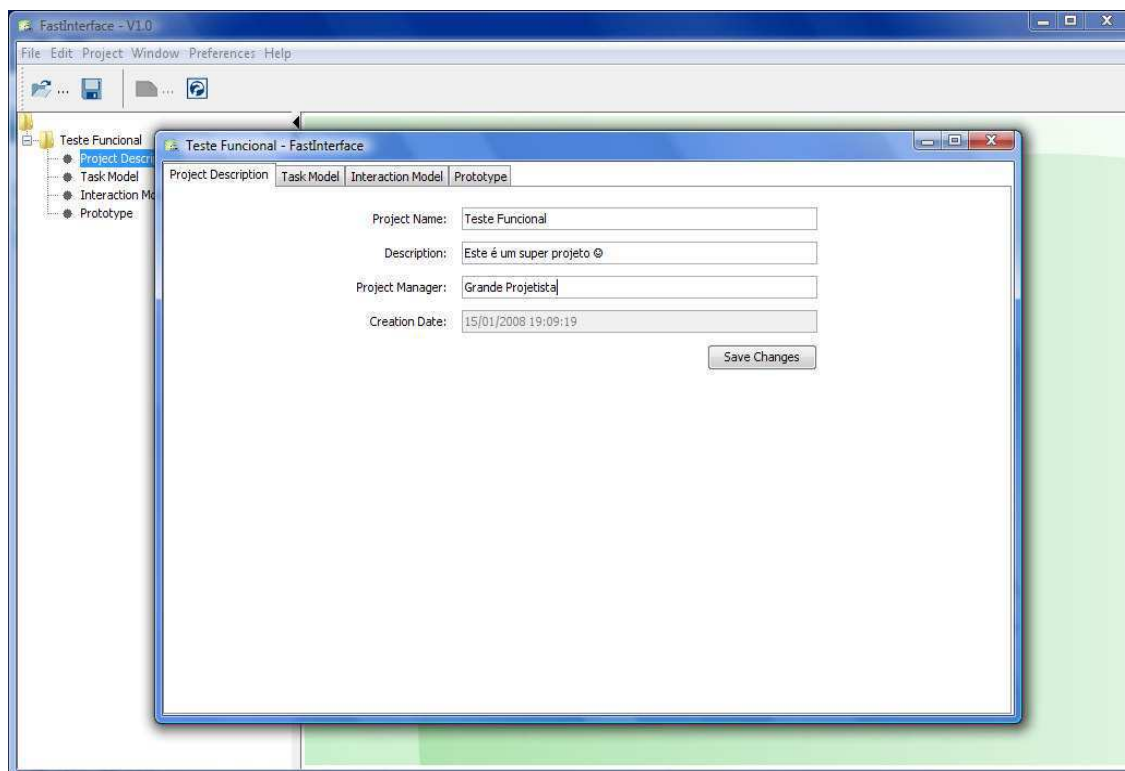 FastInterface - V1.0
File Edit Project Window Preferences Help
... ...
Teste Funcional
Project Descri
Task Model
Interaction Mo
Prototype
Teste Funcional - FastInterface
Project Description Task Model Interaction Model Prototype
Project Name: Teste Funcional
Description: Este é um super projeto ☺
Project Manager: Grande Projetista
Creation Date: 15/01/2008 19:09:19
Save Changes